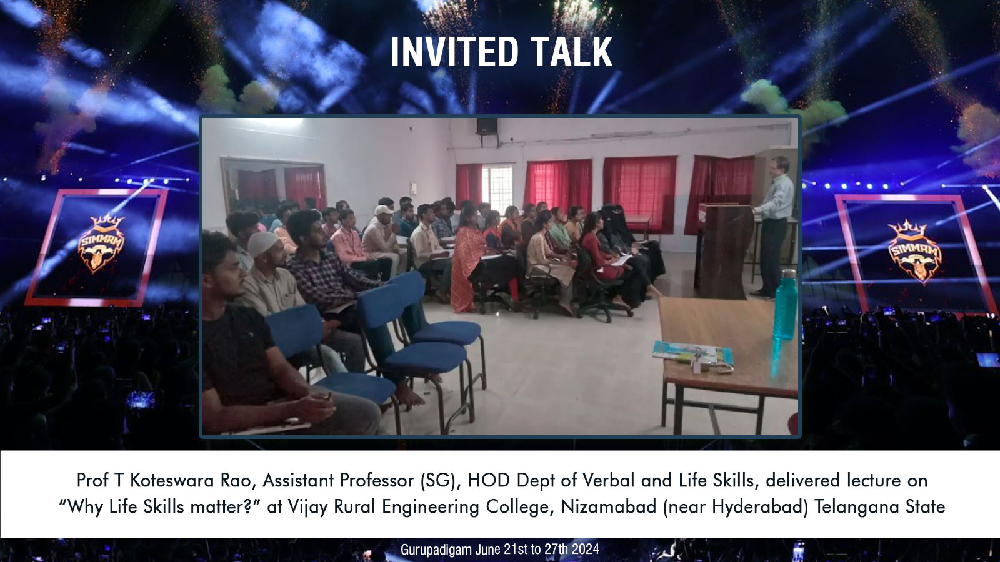 INVITED TALK
SIMMAM
SIMMAM
Prof T Koteswara Rao, Assistant Professor (SG), HOD Dept of Verbal and Life Skills, delivered lecture on
“Why Life Skills matter?” at Vijay Rural Engineering College, Nizamabad (near Hyderabad) Telangana State
Gurupadigam June 21st to 27th 2024